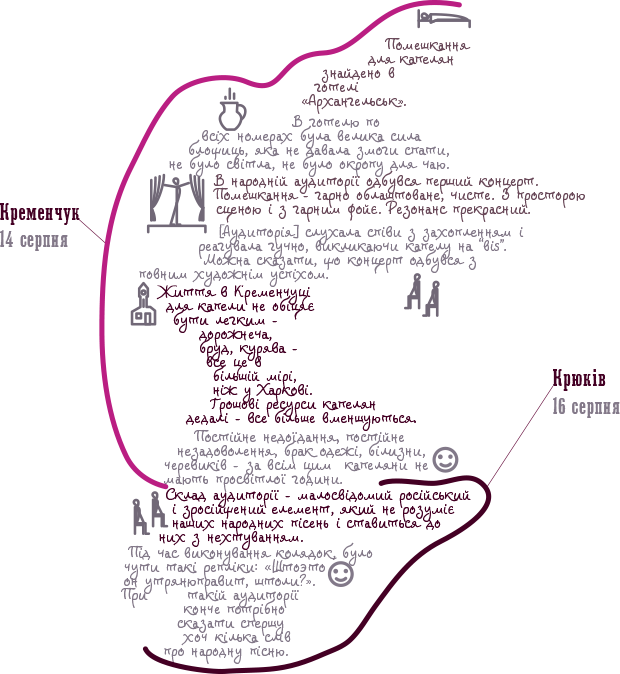 Помешкання
для капелян
знайдено в
готелі
«Архангельськ».
В готелю по
всіх номерах була велика сила
блощиць, яка не давала змоги спати,
не було світла, не було окропу для чаю.
В народній аудиторії одбувся перший концерт.
Помешкання - гарно облаштоване, чисте. З просторою
сценою і з гарним фойє. Резонанс прекрасний.
Кременчук
14 серпня
[Аудиторія] слухала співи з захопленням і
реагувала гучно, викликаючи капелу на "bis".
Можна сказати, що концерт одбувся з
повним художнім успіхом.
Життя в Кременчуці
для капели не обіцяє
бути легким -
дорожнеча,
бруд, курява -
все це в
більшій мірі,
ніж у Харкові.
Грошові ресурси капелян
дедалі - все більше вменшуються.
Крюків
16 серпня
Постійне недоїдання, постійне
незадоволення, брак одежі, білизни,
черевиків - за всім цим капеляни не
мають просвітлої години.
Склад аудиторії - малосвідомий російський
і зросійщений елемент, який не розуміє
наших народних пісень і ставиться до
них з нехтуванням.
Під час виконування колядок, було
чути такі репліки: «Штоэто
он утрянюправит, штоли?».
При такій аудиторії
конче потрібно
сказати спершу
хоч кілька слів
про народну пісню.